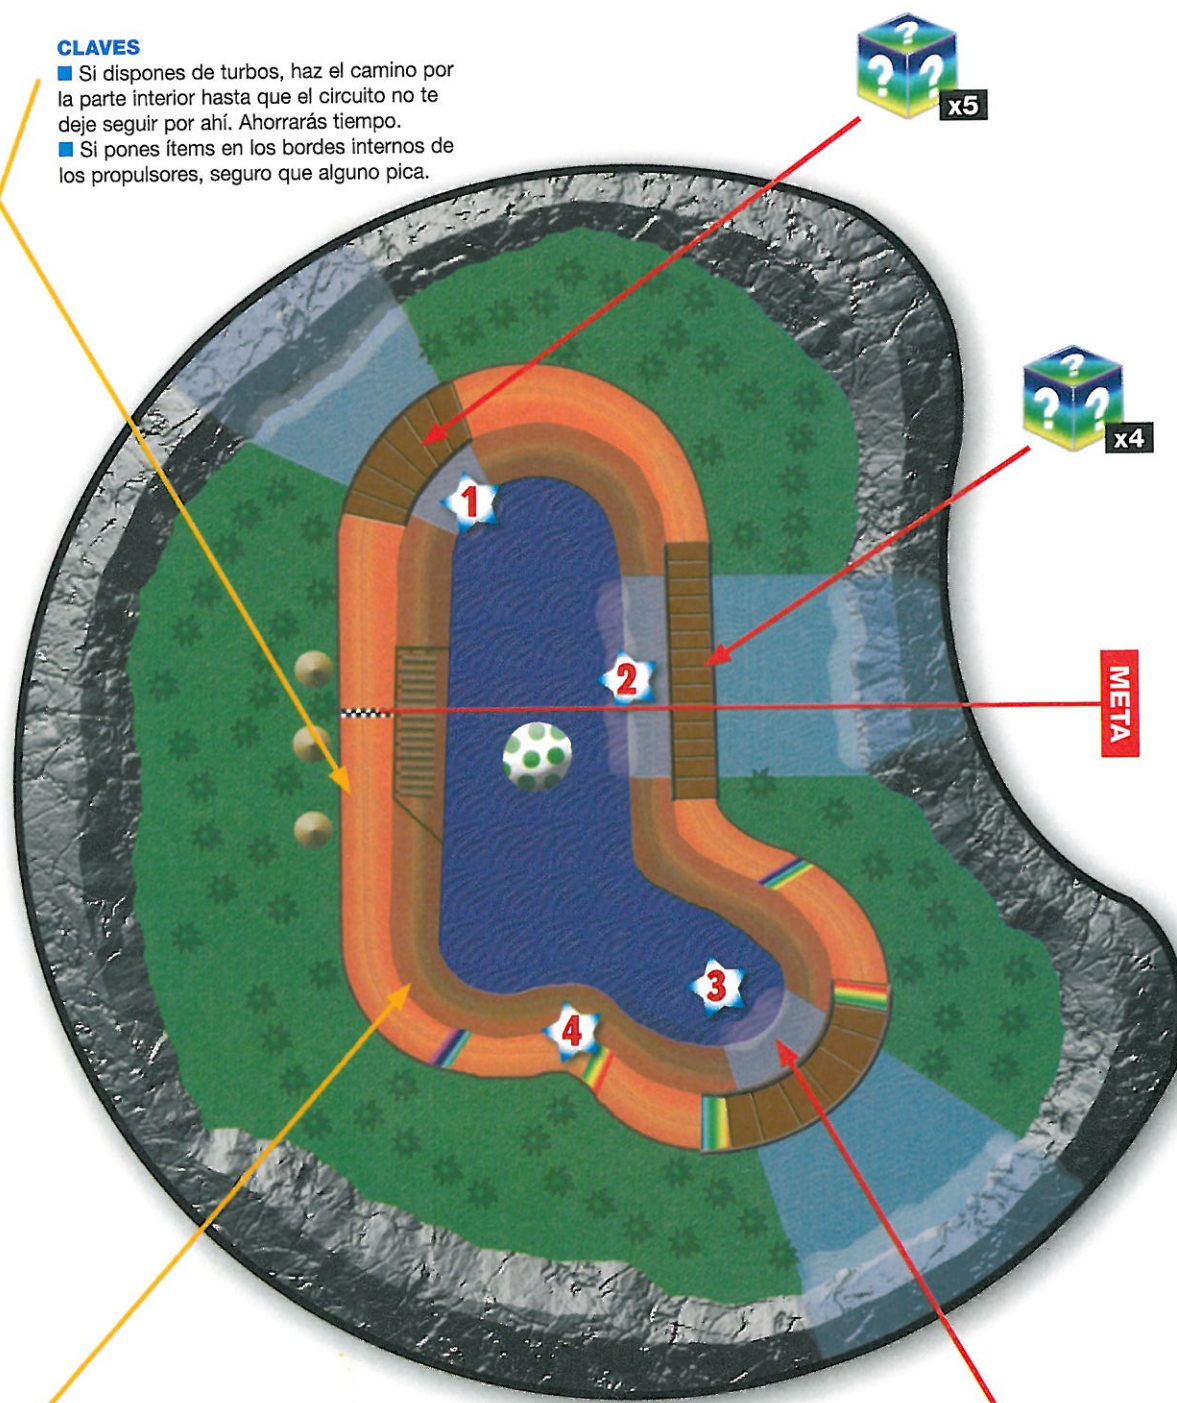 CLAVES
■ Si dispones de turbos, haz el camino por
la parte interior hasta que el circuito no te
deje seguir por ahí. Ahorrarás tiempo.
■ Si pones ítems en los bordes internos de
los propulsores, seguro que alguno pica.
? ? ?
x5
? ? ?
x4
1
2
META
3
4